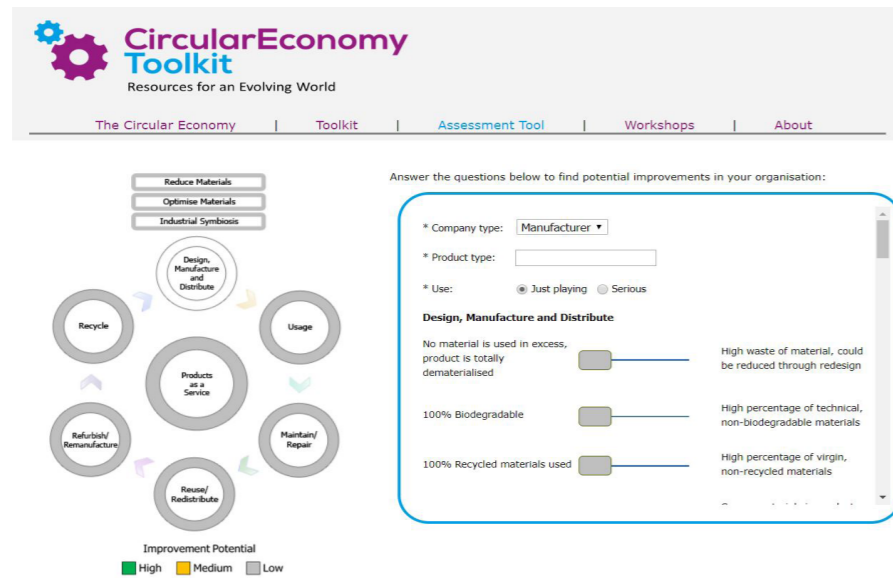 CircularEconomy
Toolkit
Resources for an Evolving World
The Circular Economy | Toolkit | Assessment Tool | Workshops | About
Reduce Materials
Optimise Materials
Industrial Symbiosis
Design,
Manufacture
and
Distribute
Recycle
Usage
Products
as a
Service
Refurbish/
Remanufacture
Maintain/
Repair
Reuse/
Redistribute
Improvement Potential
High Medium Low
Answer the questions below to find potential improvements in your organisation:
* Company type: Manufacturer
* Product type:
* Use: Just playing Serious
Design, Manufacture and Distribute
No material is used in excess,
product is totally
dematerialised
High waste of material, could
be reduced through redesign
100% Biodegradable
High percentage of technical,
non-biodegradable materials
100% Recycled materials used
High percentage of virgin,
non-recycled materials